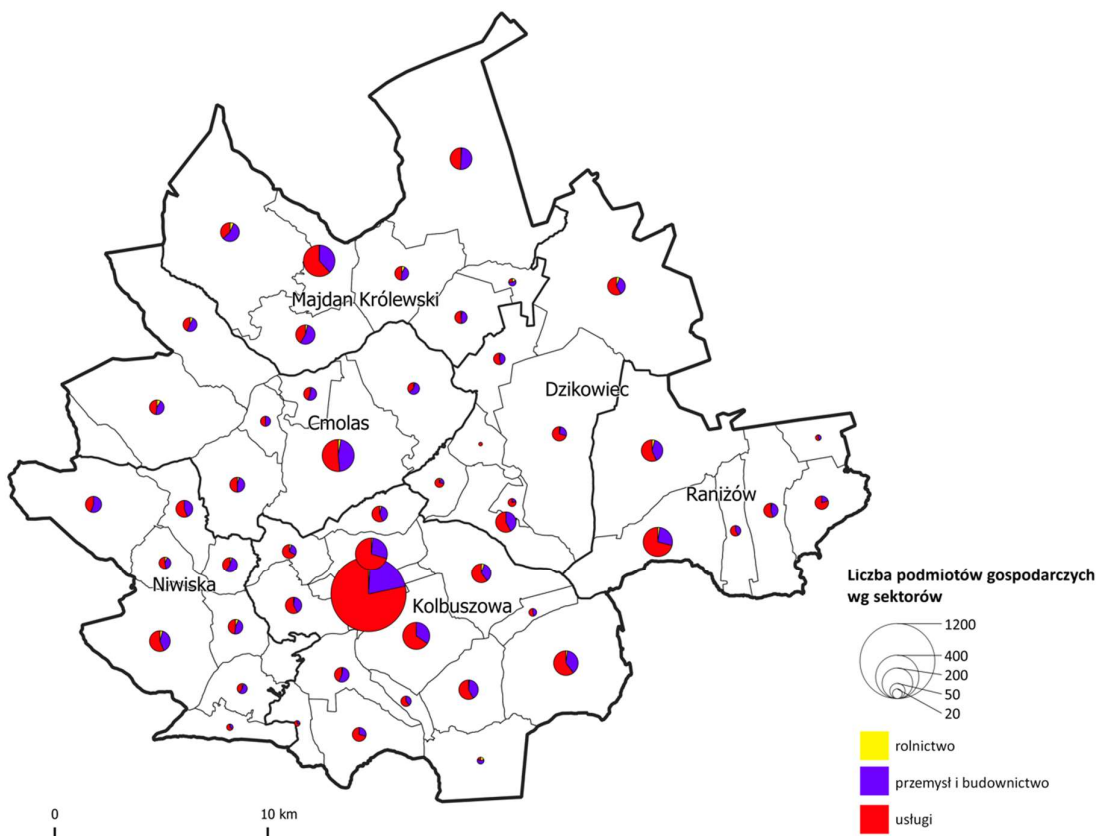 Majdan Królewski
Dzikowiec
Cmolas
Raniżów
Niwiska
Kolbuszowa
Liczba podmiotów gospodarczych
wg sektorów
1200
400
200
50
20
rolnictwo
przemysł i budownictwo
usługi
0 10 km